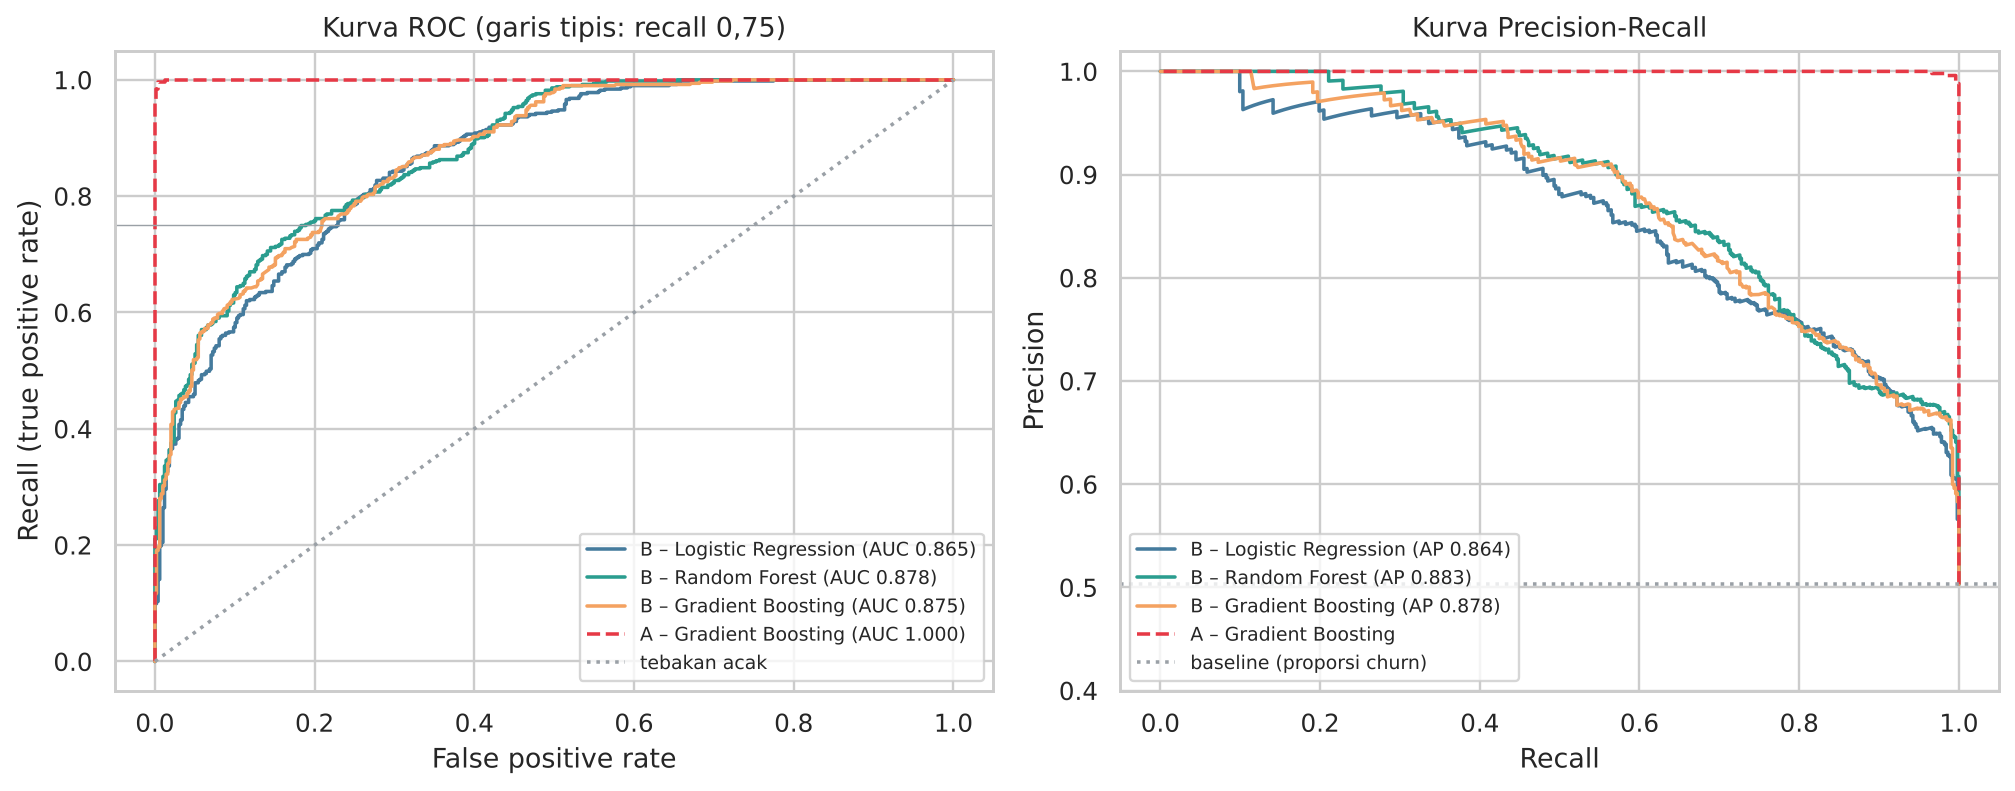 Kurva ROC (garis tipis: recall 0,75)
Recall (true positive rate)
1.0
0.8
0.6
0.4
0.2
0.0
B – Logistic Regression (AUC 0.865)
B – Random Forest (AUC 0.878)
B – Gradient Boosting (AUC 0.875)
A – Gradient Boosting (AUC 1.000)
tebakan acak
0.0 0.2 0.4 0.6 0.8 1.0
False positive rate
Kurva Precision-Recall
Precision
1.0
0.9
0.8
0.7
0.6
0.5
0.4
B – Logistic Regression (AP 0.864)
B – Random Forest (AP 0.883)
B – Gradient Boosting (AP 0.878)
A – Gradient Boosting
baseline (proporsi churn)
0.0 0.2 0.4 0.6 0.8 1.0
Recall